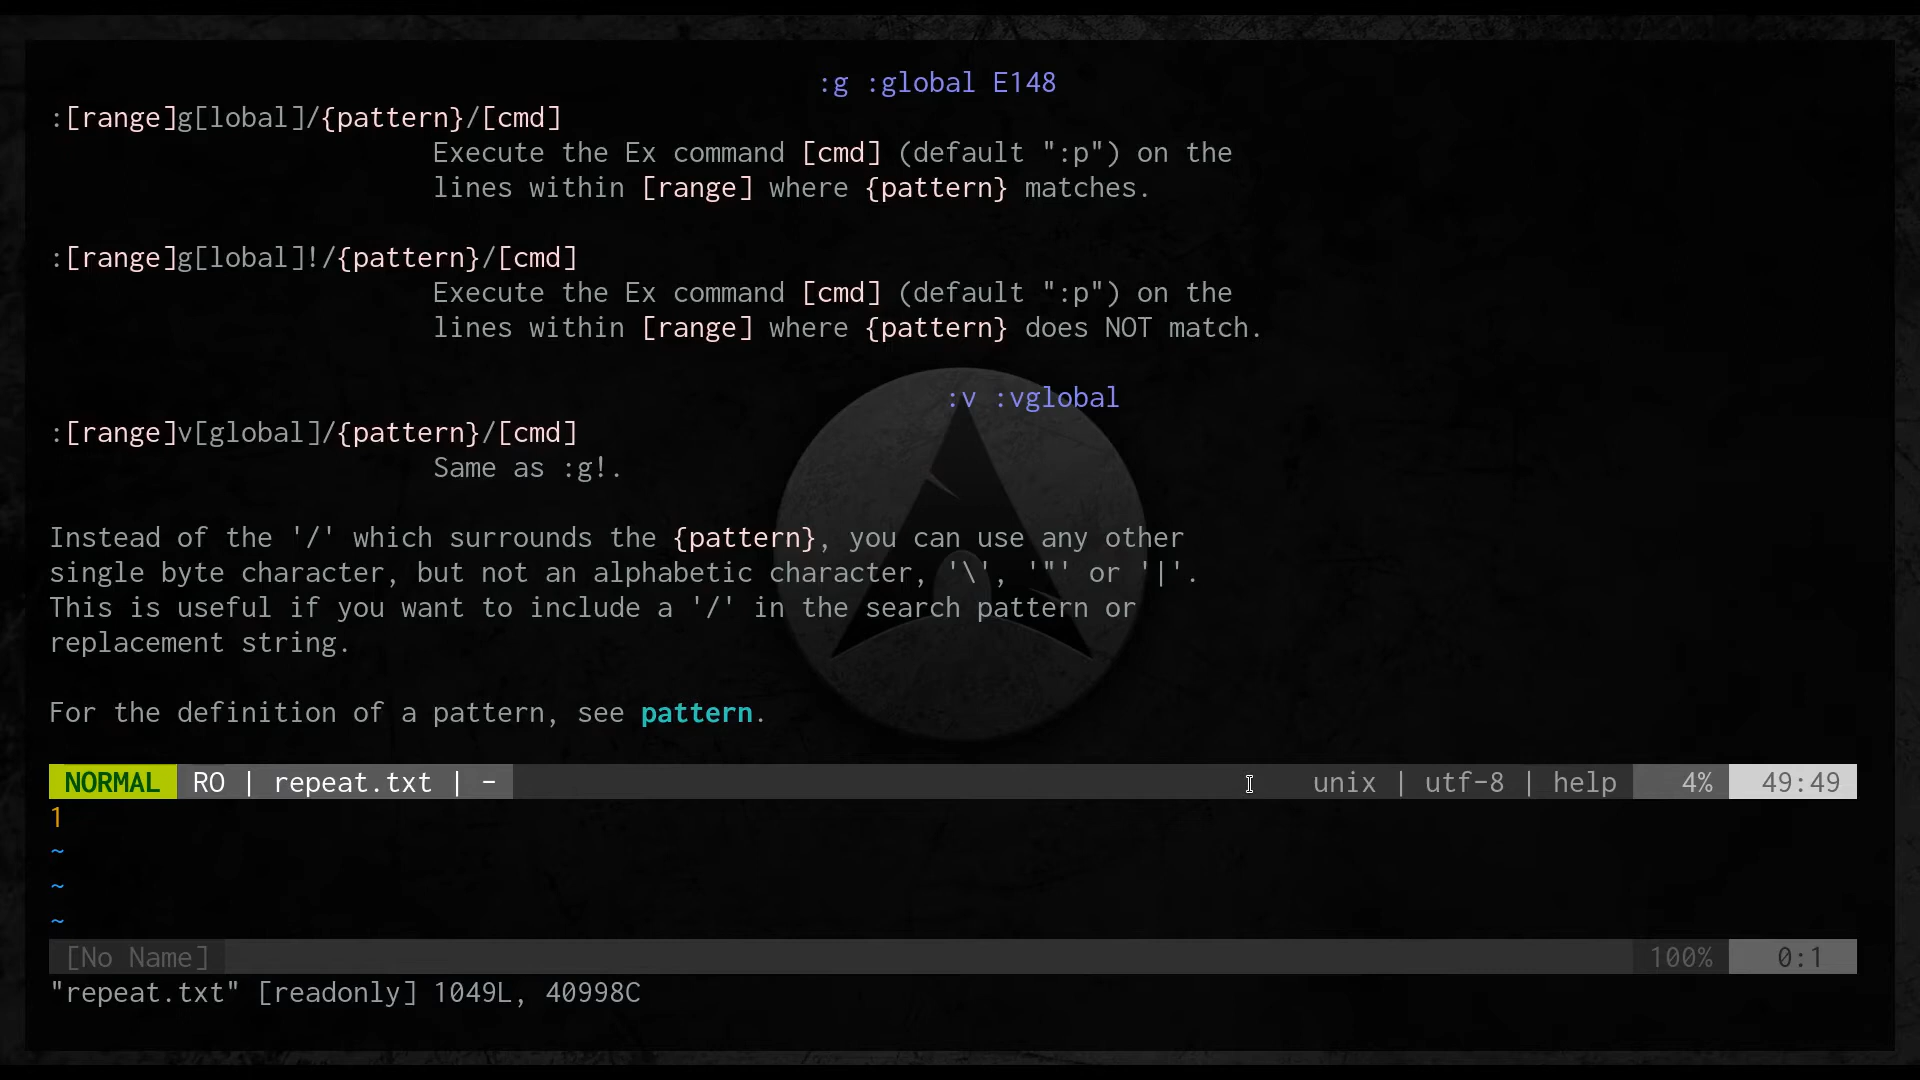 :g :global E148
:[range]g[lobal]/{pattern}/[cmd]
Execute the Ex command [cmd] (default ":p") on the
lines within [range] where {pattern} matches.
:[range]g[lobal]!/{pattern}/[cmd]
Execute the Ex command [cmd] (default ":p") on the
lines within [range] where {pattern} does NOT match.
:v :vglobal
:[range]v[global]/{pattern}/[cmd]
Same as :g!.
Instead of the '/' which surrounds the {pattern}, you can use any other
single byte character, but not an alphabetic character, '\', '"' or '|'.
This is useful if you want to include a '/' in the search pattern or
replacement string.
For the definition of a pattern, see pattern.
NORMAL RO | repeat.txt | - unix | utf-8 | help 4% 49:49
1
~
~
~
[No Name] 100% 0:1
"repeat.txt" [readonly] 1049L, 40998C